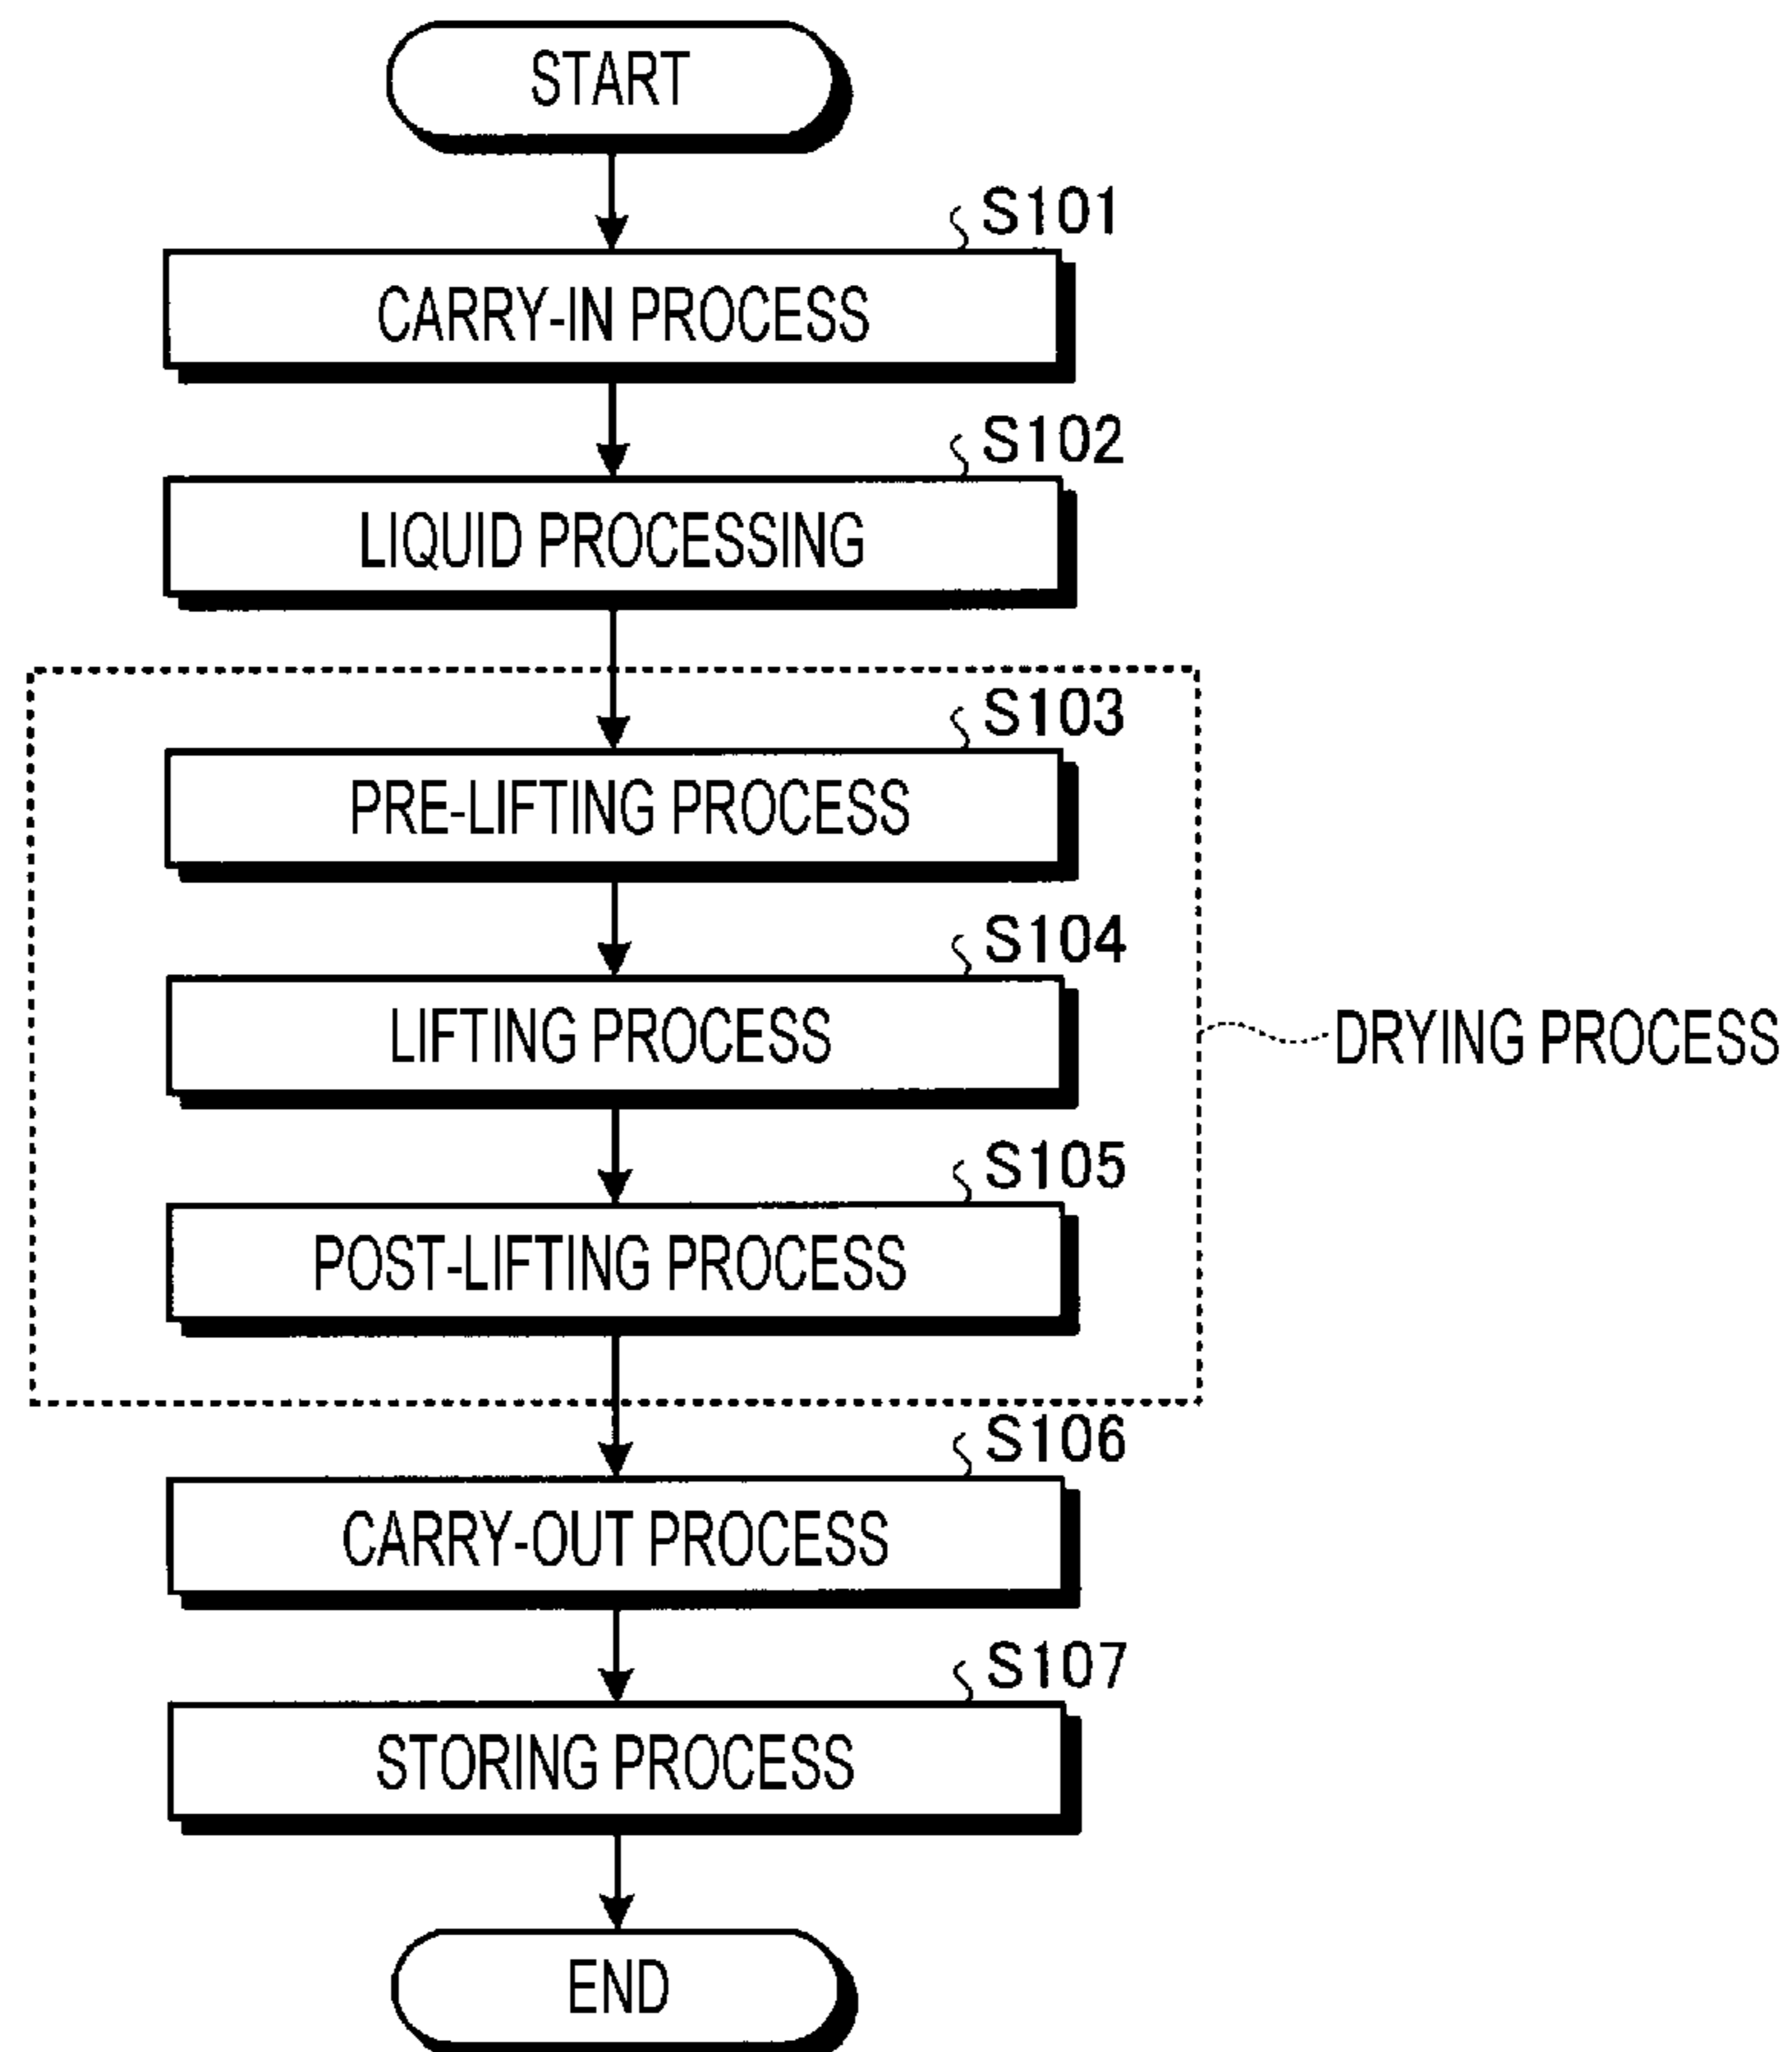 START
S101
CARRY-IN PROCESS
S102
LIQUID PROCESSING
S103
PRE-LIFTING PROCESS
S104
LIFTING PROCESS
DRYING PROCESS
S105
POST-LIFTING PROCESS
S106
CARRY-OUT PROCESS
S107
STORING PROCESS
END